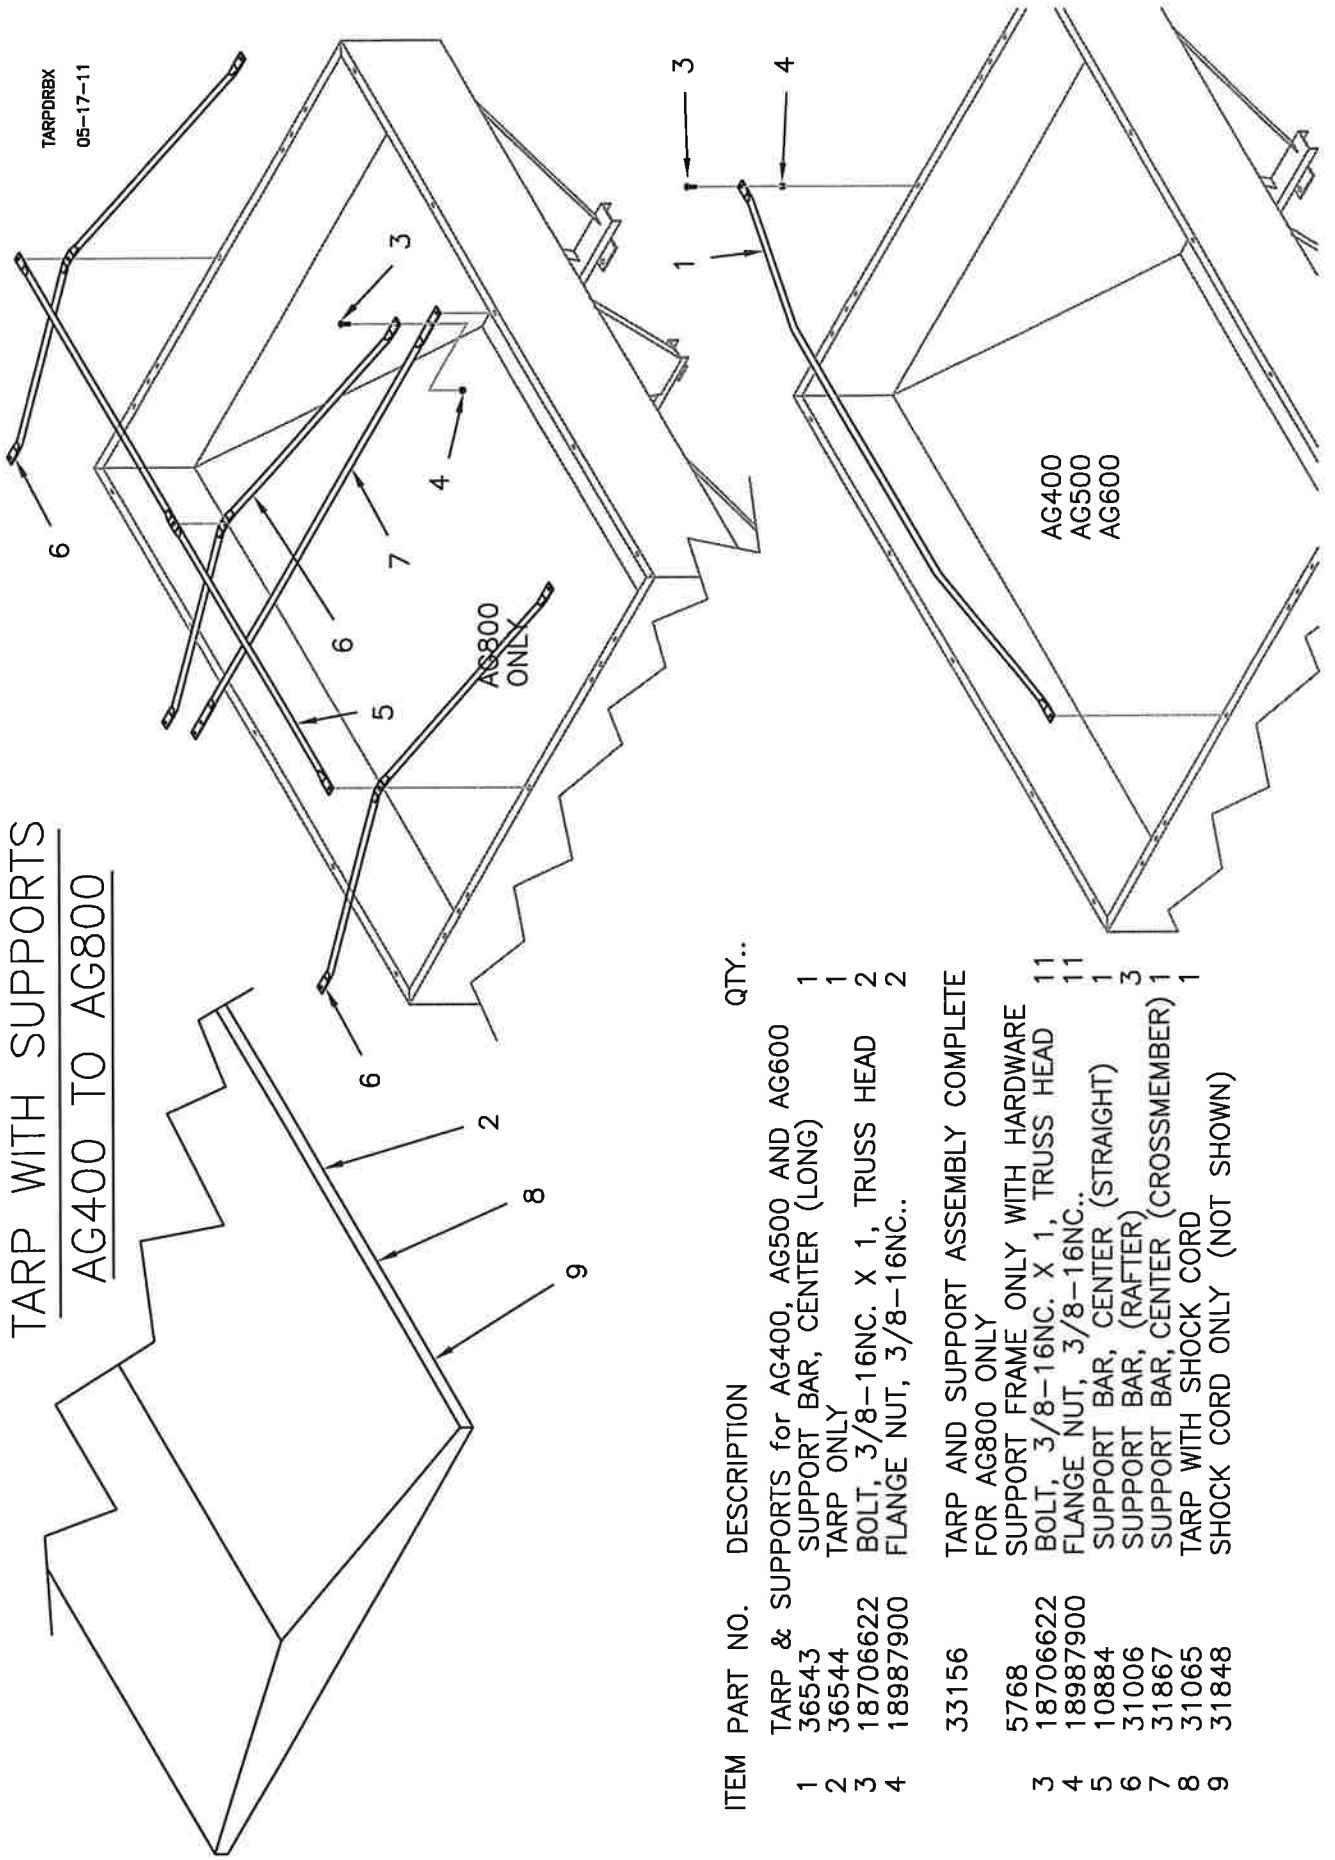 TARP WITH SUPPORTS
AG400 TO AG800
TARPDRBX
05-17-11
6
6
6
5
7
3
4
AG800
ONLY
2
8
9
1
3
4
AG400
AG500
AG600
ITEM PART NO. DESCRIPTION QTY..
TARP & SUPPORTS for AG400, AG500 AND AG600
1 36543 SUPPORT BAR, CENTER (LONG) 1
2 36544 TARP ONLY 1
3 18706622 BOLT, 3/8-16NC. X 1, TRUSS HEAD 2
4 18987900 FLANGE NUT, 3/8-16NC.. 2
33156 TARP AND SUPPORT ASSEMBLY COMPLETE
FOR AG800 ONLY
5768 SUPPORT FRAME ONLY WITH HARDWARE
3 18706622 BOLT, 3/8-16NC. X 1, TRUSS HEAD 11
4 18987900 FLANGE NUT, 3/8-16NC.. 11
5 10884 SUPPORT BAR, CENTER (STRAIGHT) 1
6 31006 SUPPORT BAR, (RAFTER) 3
7 31867 SUPPORT BAR, CENTER (CROSSMEMBER) 1
8 31065 TARP WITH SHOCK CORD 1
9 31848 SHOCK CORD ONLY (NOT SHOWN)